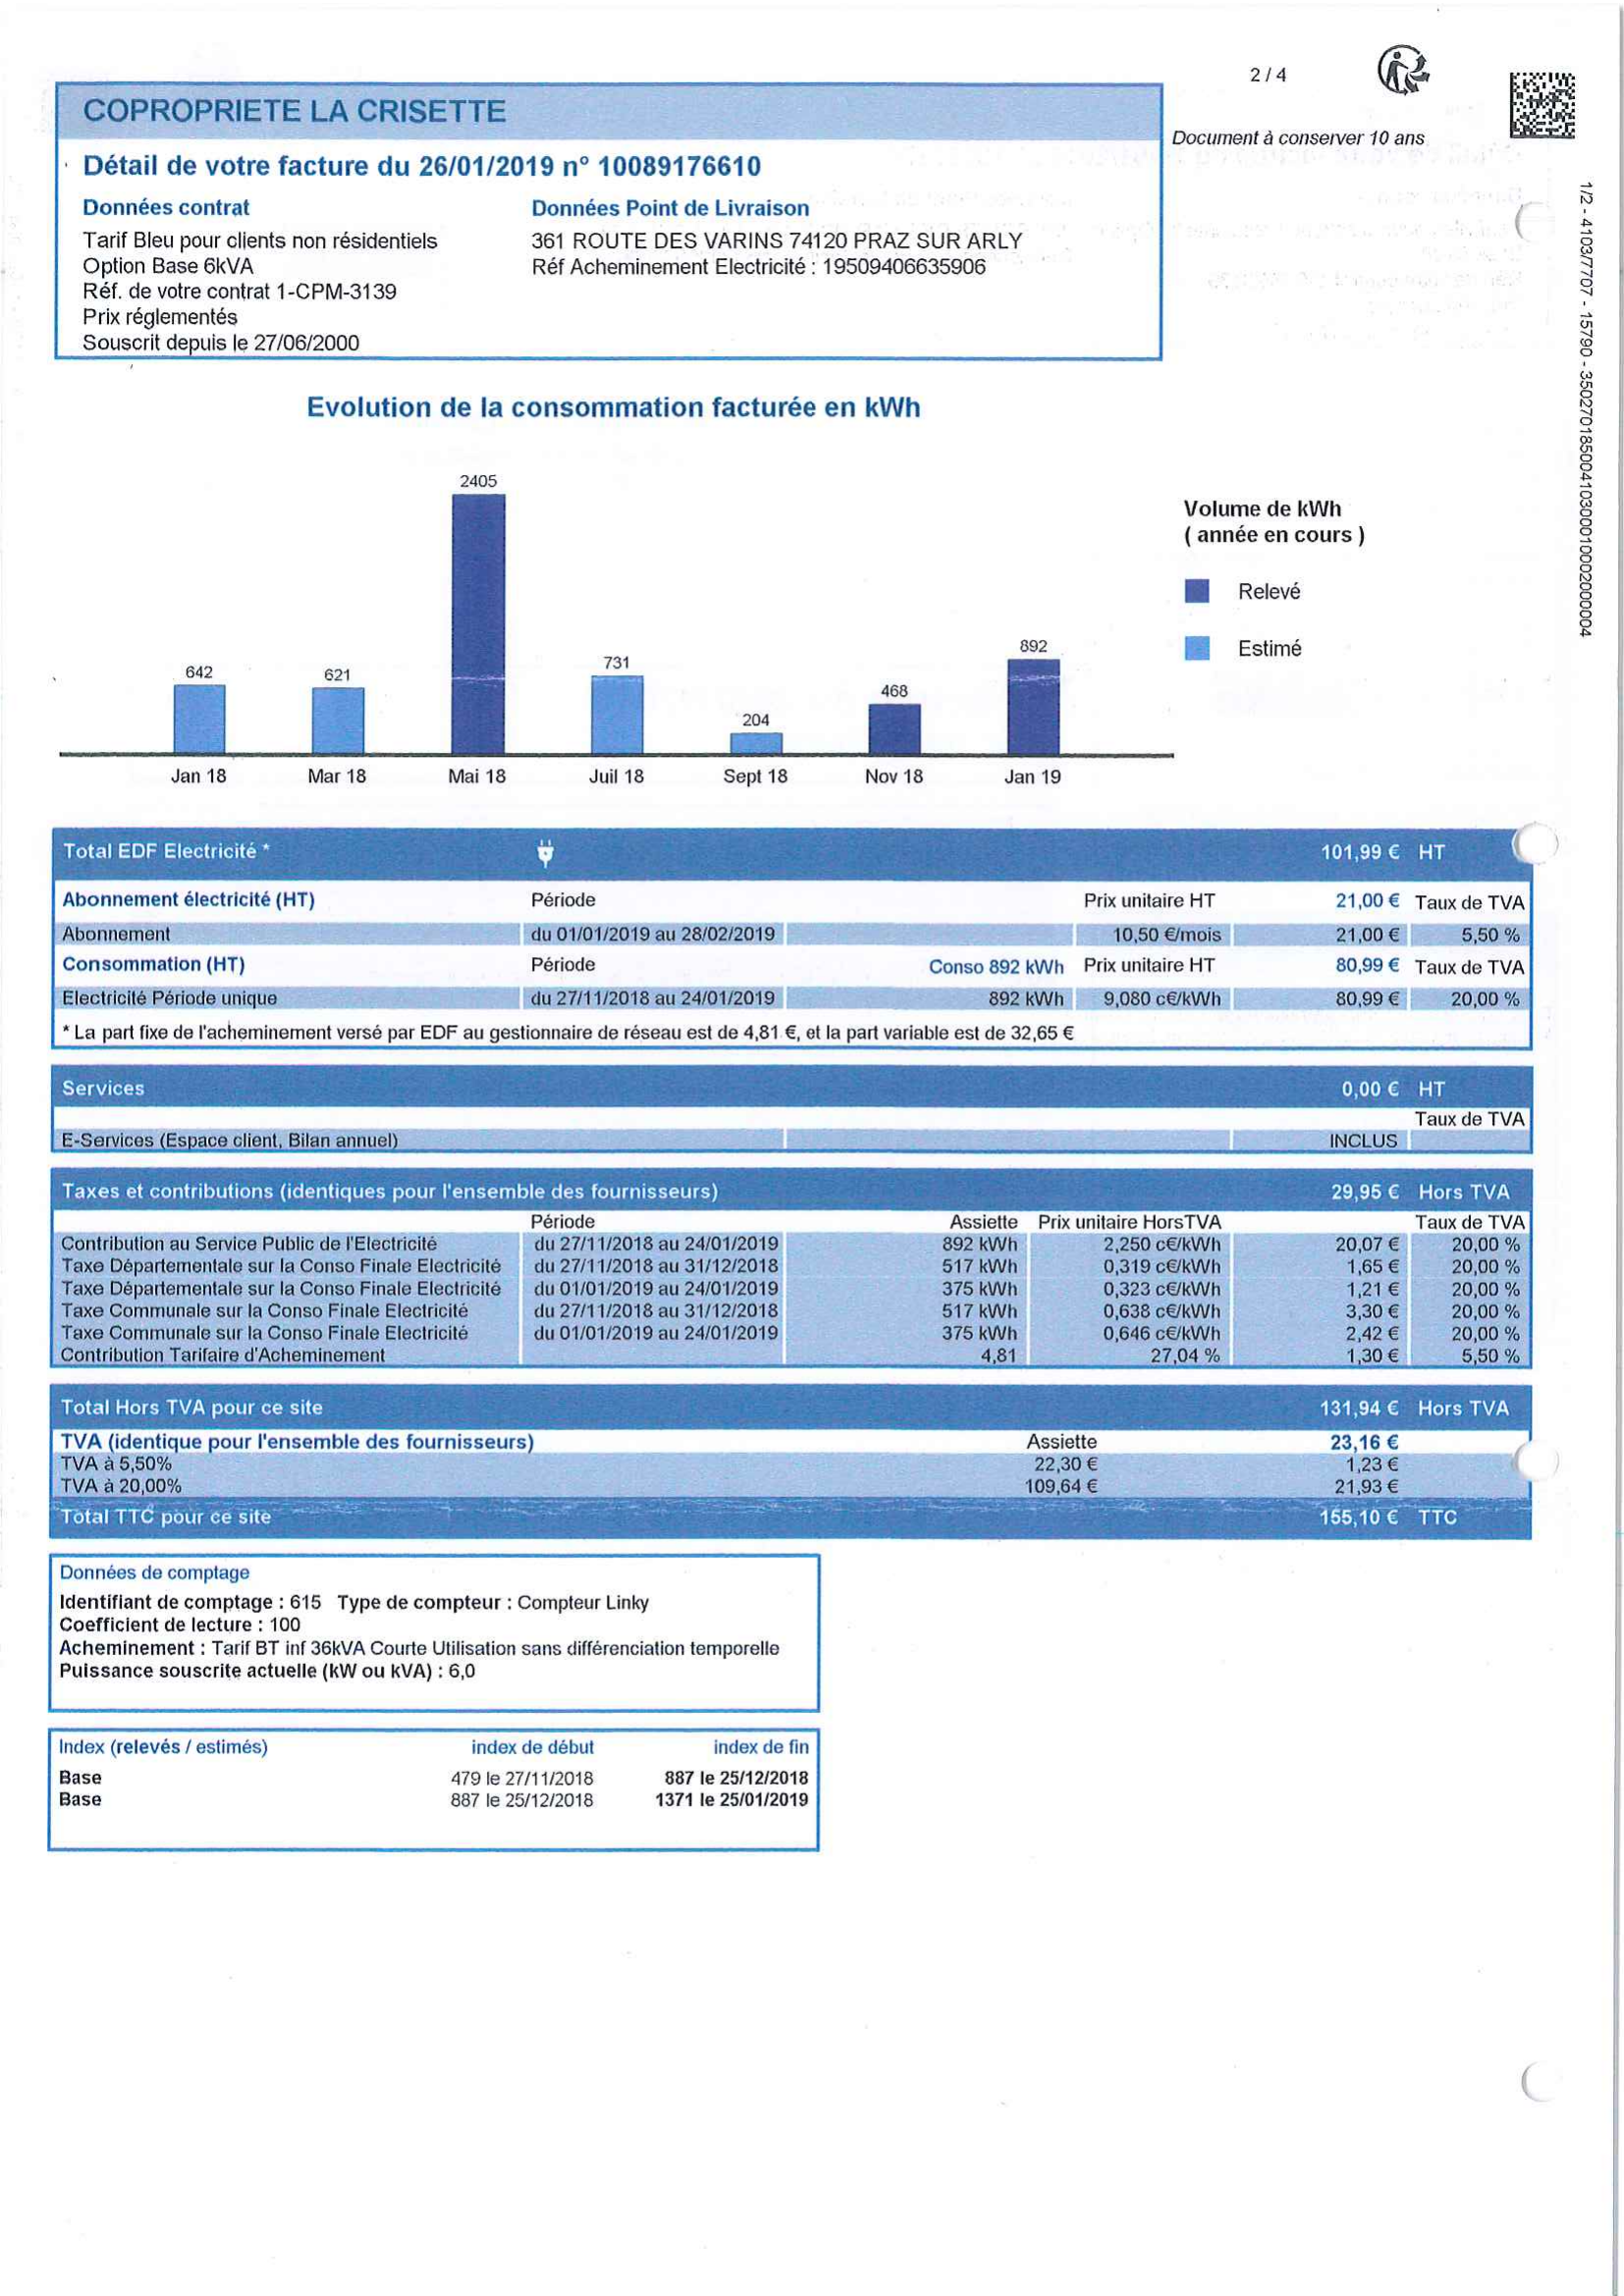 2 / 4
COPROPRIETE LA CRISETTE
Document à conserver 10 ans
Détail de votre facture du 26/01/2019 n° 10089176610
Données contrat
Tarif Bleu pour clients non résidentiels
Option Base 6kVA
Réf. de votre contrat 1-CPM-3139
Prix réglementés
Souscrit depuis le 27/06/2000
Données Point de Livraison
361 ROUTE DES VARINS 74120 PRAZ SUR ARLY
Réf Acheminement Electricité : 19509406635906
1/2 - 4103/7707 - 15790 - 35027018500410300010002000004
Evolution de la consommation facturée en kWh
2405
892
731
642
621
468
204
Jan 18 Mar 18 Mai 18 Juil 18 Sept 18 Nov 18 Jan 19
Volume de kWh
( année en cours )
Relevé
Estimé
Total EDF Electricité * 101,99 € HT
Abonnement électricité (HT) Période Prix unitaire HT 21,00 € Taux de TVA
Abonnement du 01/01/2019 au 28/02/2019 10,50 €/mois 21,00 € 5,50 %
Consommation (HT) Période Conso 892 kWh Prix unitaire HT 80,99 € Taux de TVA
Electricité Période unique du 27/11/2018 au 24/01/2019 892 kWh 9,080 c€/kWh 80,99 € 20,00 %
* La part fixe de l'acheminement versé par EDF au gestionnaire de réseau est de 4,81 €, et la part variable est de 32,65 €
Services 0,00 € HT
Taux de TVA
E-Services (Espace client, Bilan annuel) INCLUS
Taxes et contributions (identiques pour l'ensemble des fournisseurs) 29,95 € Hors TVA
Période Assiette Prix unitaire HorsTVA Taux de TVA
Contribution au Service Public de l'Electricité du 27/11/2018 au 24/01/2019 892 kWh 2,250 c€/kWh 20,07 € 20,00 %
Taxe Départementale sur la Conso Finale Electricité du 27/11/2018 au 31/12/2018 517 kWh 0,319 c€/kWh 1,65 € 20,00 %
Taxe Départementale sur la Conso Finale Electricité du 01/01/2019 au 24/01/2019 375 kWh 0,323 c€/kWh 1,21 € 20,00 %
Taxe Communale sur la Conso Finale Electricité du 27/11/2018 au 31/12/2018 517 kWh 0,638 c€/kWh 3,30 € 20,00 %
Taxe Communale sur la Conso Finale Electricité du 01/01/2019 au 24/01/2019 375 kWh 0,646 c€/kWh 2,42 € 20,00 %
Contribution Tarifaire d'Acheminement 4,81 27,04 % 1,30 € 5,50 %
Total Hors TVA pour ce site 131,94 € Hors TVA
TVA (identique pour l'ensemble des fournisseurs) Assiette 23,16 €
TVA à 5,50% 22,30 € 1,23 €
TVA à 20,00% 109,64 € 21,93 €
Total TTC pour ce site 155,10 € TTC
Données de comptage
Identifiant de comptage : 615 Type de compteur : Compteur Linky
Coefficient de lecture : 100
Acheminement : Tarif BT inf 36kVA Courte Utilisation sans différenciation temporelle
Puissance souscrite actuelle (kW ou kVA) : 6,0
Index (relevés / estimés) index de début index de fin
Base 479 le 27/11/2018 887 le 25/12/2018
Base 887 le 25/12/2018 1371 le 25/01/2019